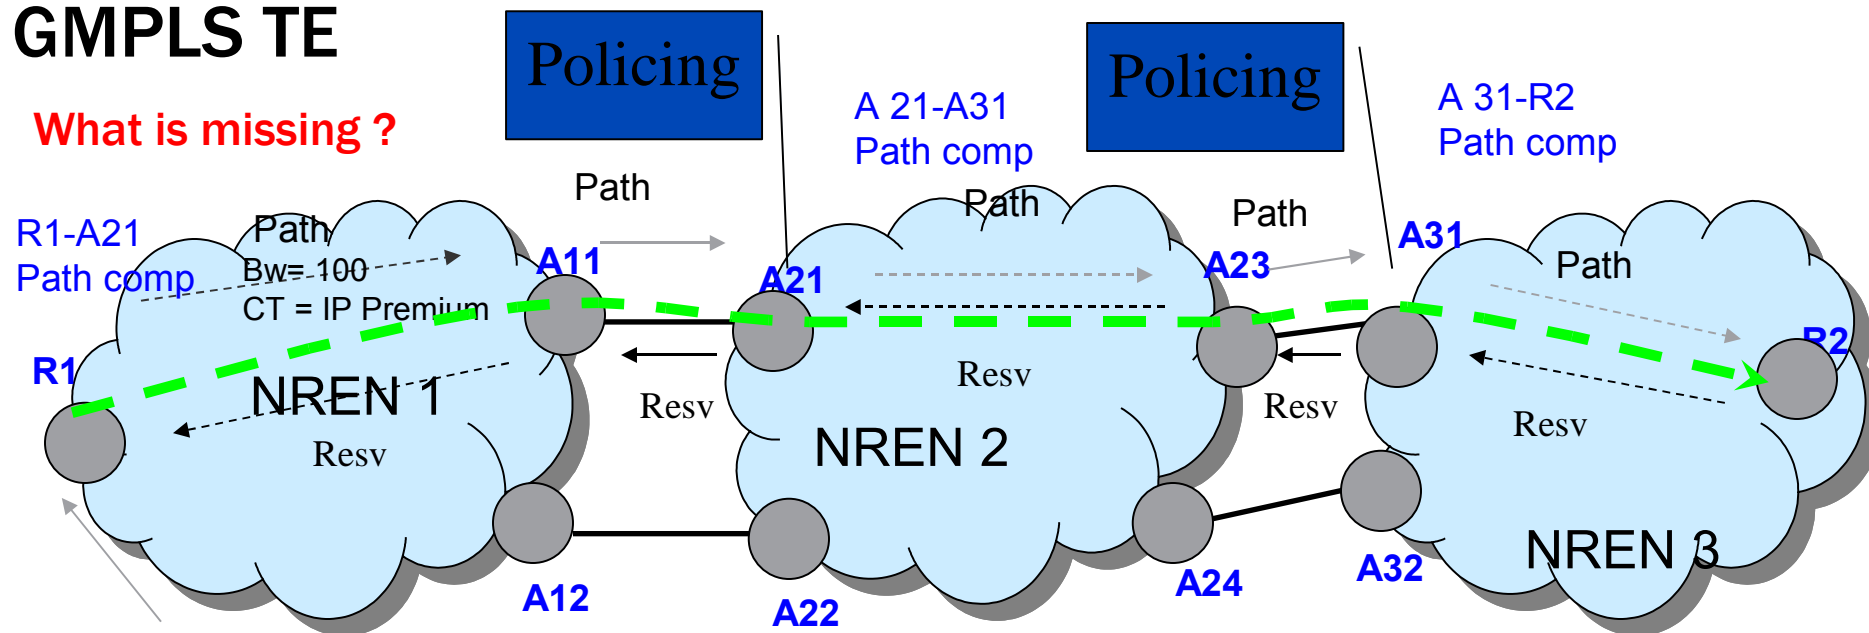 GMPLS TE
What is missing ?
Policing
Policing
A 21-A31
Path comp
A 31-R2
Path comp
R1-A21
Path comp
Path
Bw= 100
CT = IP Premium
Path
Path
Path
Path
A11
A21
A23
A31
R1
R2
NREN 1
Resv
Resv
Resv
Resv
Resv
NREN 2
NREN 3
A12
A22
A24
A32